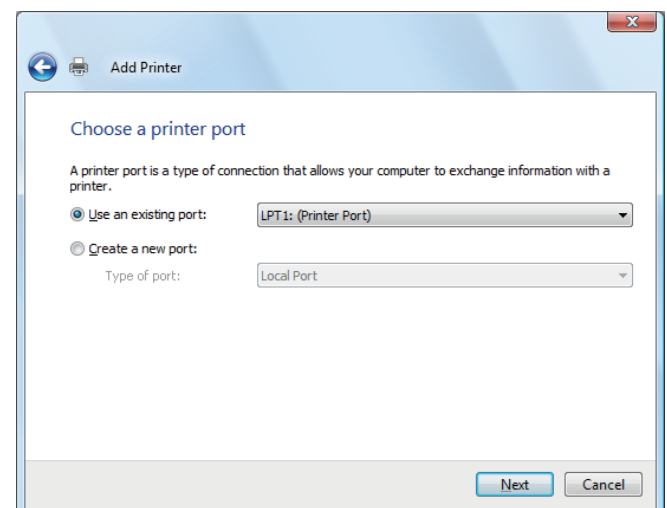 Add Printer
Choose a printer port
A printer port is a type of connection that allows your computer to exchange information with a
printer.
Use an existing port: LPT1: (Printer Port)
Create a new port:
Type of port: Local Port
Next Cancel